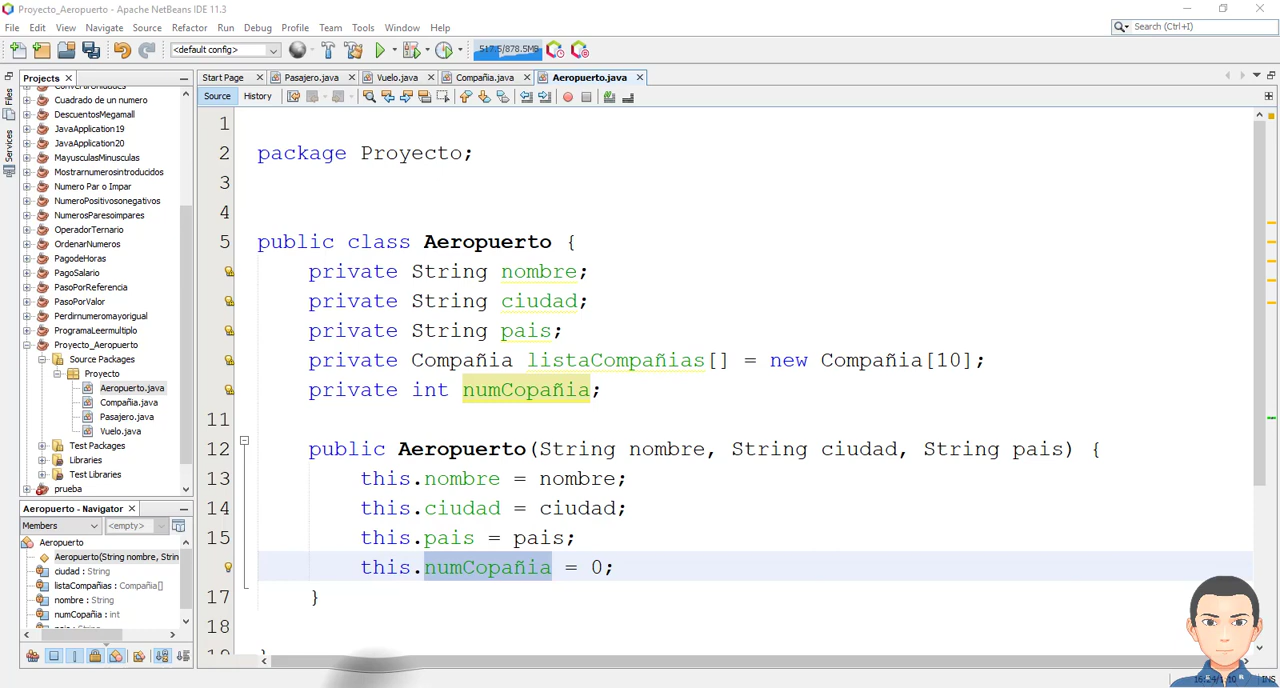 Proyecto_Aeropuerto - Apache NetBeans IDE 11.3
File Edit View Navigate Source Refactor Run Debug Profile Team Tools Window Help
Search (Ctrl+I)
<default config>
517.5/878.5MB
Projects
Start Page Pasajero.java Vuelo.java Compañia.java Aeropuerto.java
Files
Services
Source History
Cuadrado de un numero
DescuentosMegamall
JavaApplication19
JavaApplication20
MayusculasMinusculas
Mostrarnumerosintroducidos
Numero Par o Impar
NumeroPositivosonegativos
NumerosParesoimpares
OperadorTernario
OrdenarNumeros
PagodeHoras
PagoSalario
PasoPorReferencia
PasoPorValor
Perdirnumeromayorigual
ProgramaLeermultiplo
Proyecto_Aeropuerto
Source Packages
Proyecto
Aeropuerto.java
Compañia.java
Pasajero.java
Vuelo.java
Test Packages
Libraries
Test Libraries
prueba
Aeropuerto - Navigator
Members <empty>
Aeropuerto
Aeropuerto(String nombre, Strin
ciudad : String
listaCompañias : Compañia[]
nombre : String
numCopañia : int
1
2 package Proyecto;
3
4
5 public class Aeropuerto {
private String nombre;
private String ciudad;
private String pais;
private Compañia listaCompañias[] = new Compañia[10];
private int numCopañia;
11
12 public Aeropuerto(String nombre, String ciudad, String pais) {
13 this.nombre = nombre;
14 this.ciudad = ciudad;
15 this.pais = pais;
this.numCopañia = 0;
17 }
18
}
INS